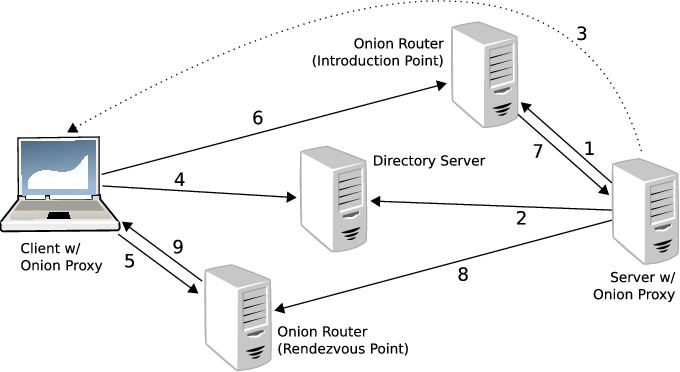 3
Onion Router
(Introduction Point)
6
7
1
Directory Server
4
2
Client w/
Onion Proxy
5
9
8
Server w/
Onion Proxy
Onion Router
(Rendezvous Point)